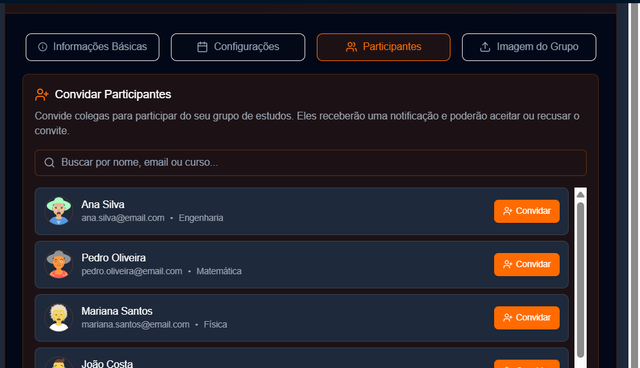 Informações Básicas
Configurações
Participantes
Imagem do Grupo
Convidar Participantes
Convide colegas para participar do seu grupo de estudos. Eles receberão uma notificação e poderão aceitar ou recusar o
convite.
Buscar por nome, email ou curso...
Ana Silva
ana.silva@email.com • Engenharia
Convidar
Pedro Oliveira
pedro.oliveira@email.com • Matemática
Convidar
Mariana Santos
mariana.santos@email.com • Física
Convidar
João Costa
Convidar